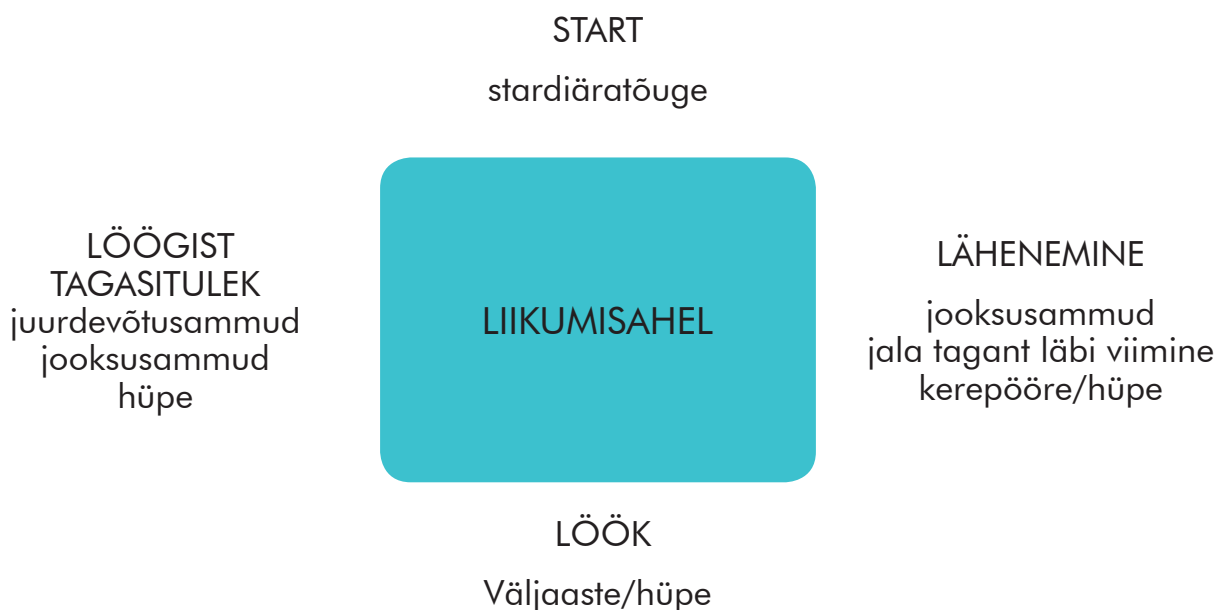 START
stardiäratõuge
LÖÖGIST
TAGASITULEK
juurdevõtusammud
jooksusammud
hüpe
LIIKUMISAHEL
LÄHENEMINE
jooksusammud
jala tagant läbi viimine
kerepööre/hüpe
LÖÖK
Väljaaste/hüpe